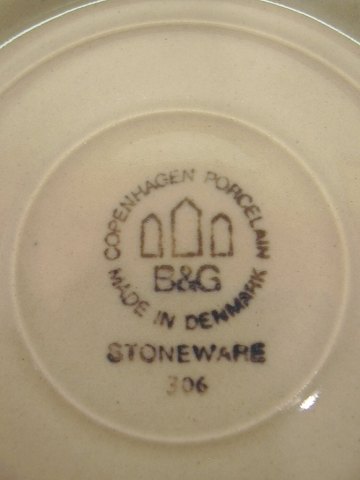 COPENHAGEN PORCELAIN
B&G
MADE IN DENMARK
STONEWARE
306